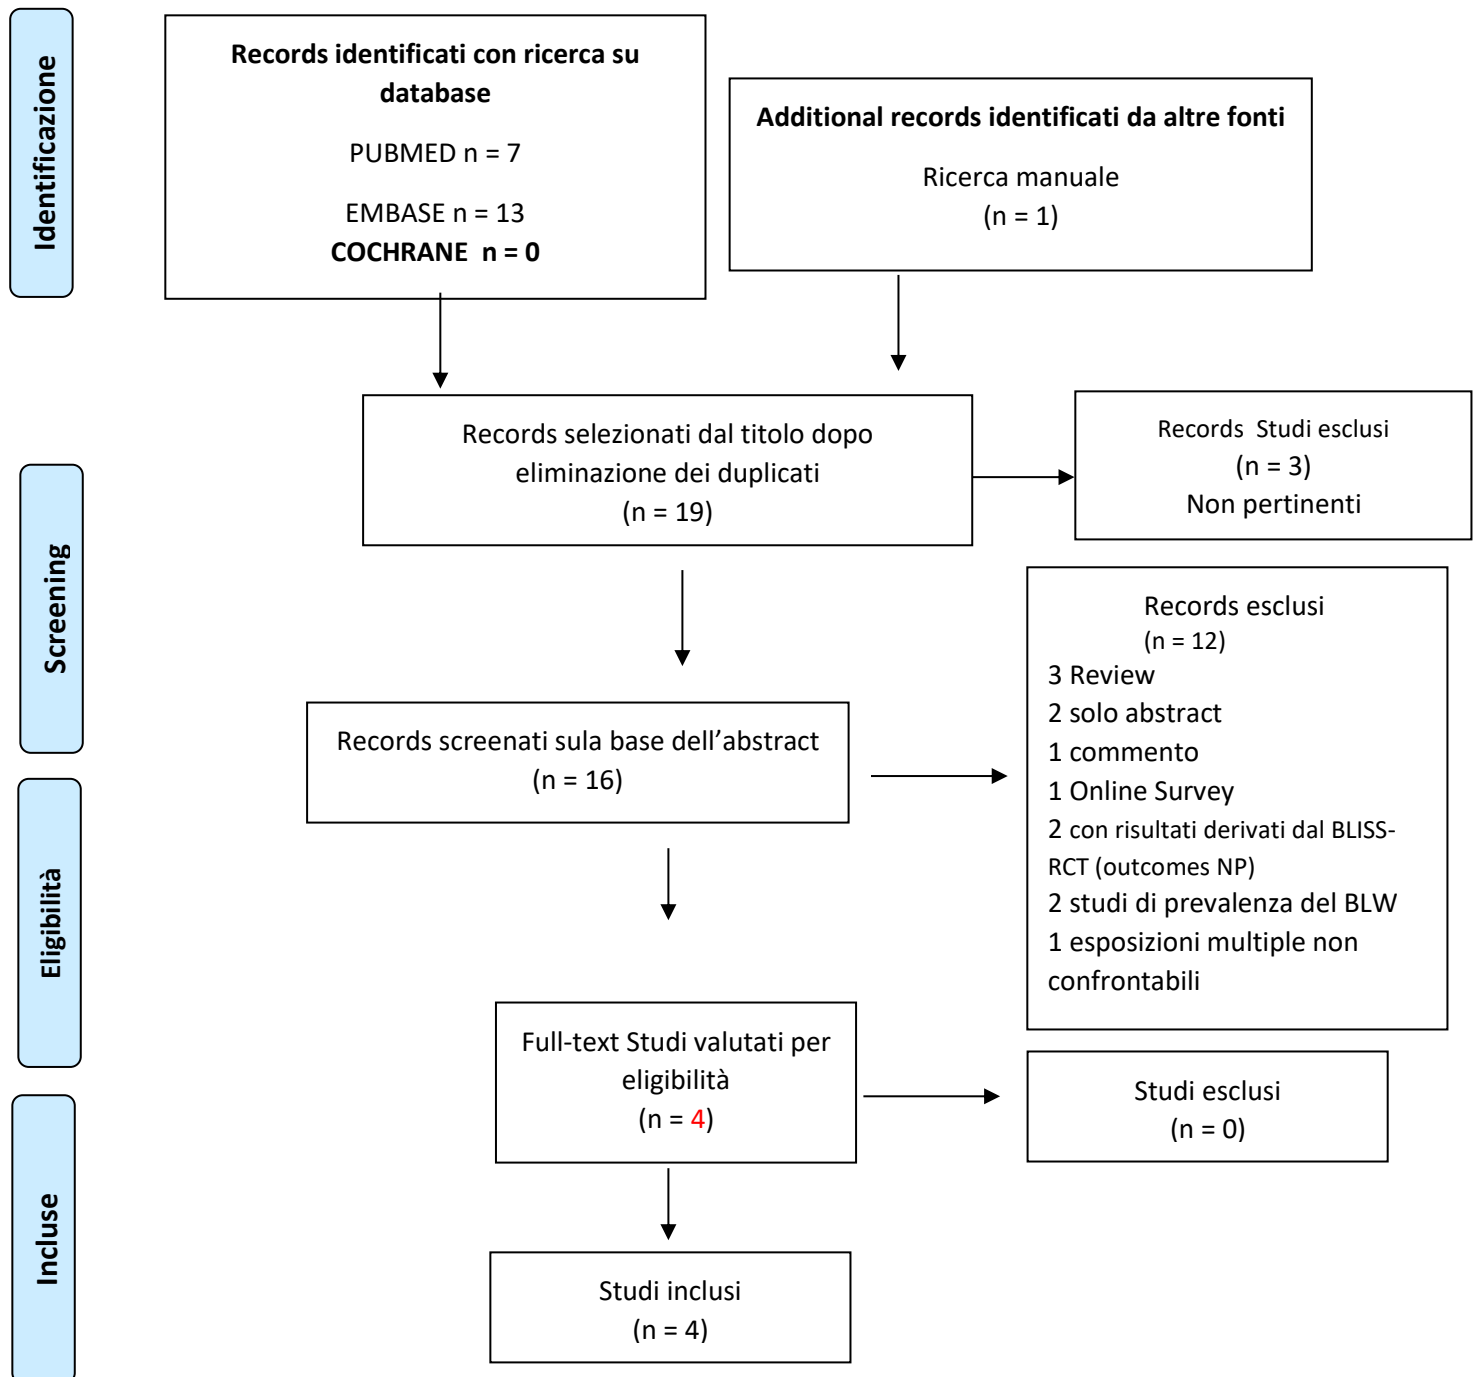 Identificazione
Records identificati con ricerca su
database
PUBMED n = 7
EMBASE n = 13
COCHRANE  n = 0
Additional records identificati da altre fonti
Ricerca manuale
(n = 1)
Records selezionati dal titolo dopo
eliminazione dei duplicati
(n = 19)
Records  Studi esclusi
(n = 3)
Non pertinenti
Screening
Records screenati sula base dell’abstract
(n = 16)
Records esclusi
(n = 12)
3 Review
2 solo abstract
1 commento
1 Online Survey
2 con risultati derivati dal BLISS-
RCT (outcomes NP)
2 studi di prevalenza del BLW
1 esposizioni multiple non
confrontabili
Eligibilità
Full-text Studi valutati per
eligibilità
(n = 4)
Studi esclusi
(n = 0)
Incluse
Studi inclusi
(n = 4)